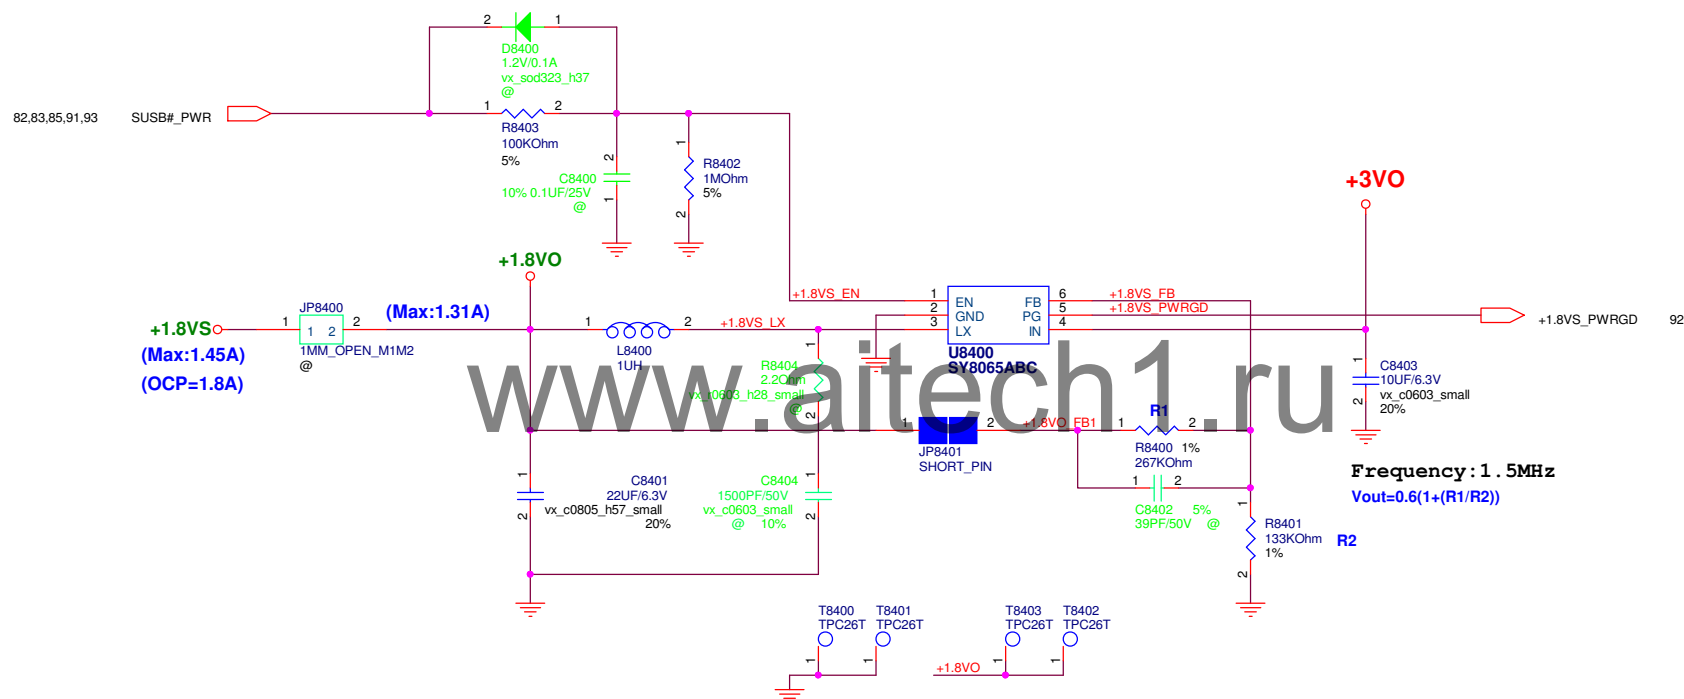 2
1
D8400
1.2V/0.1A
vx_sod323_h37
@
82,83,85,91,93 SUSB#_PWR
1
2
R8403
100KOhm
5%
2
C8400
10% 0.1UF/25V
@
1
1
R8402
1MOhm
5%
2
+3VO
+1.8VO
+1.8VS_EN
1 EN
2 GND
3 LX
FB 6
PG 5
IN 4
U8400
SY8065ABC
+1.8VS_FB
+1.8VS_PWRGD
+1.8VS_PWRGD 92
JP8400
1 1 2 2
1MM_OPEN_M1M2
@
+1.8VS
(Max:1.45A)
(OCP=1.8A)
(Max:1.31A)
1 2
L8400
1UH
+1.8VS_LX
1
R8404
2.2Ohm
vx_r0603_h28_small
@
2
www.aitech1.ru
1
C8403
10UF/6.3V
vx_c0603_small
20%
2
1 2
JP8401
SHORT_PIN
+1.8VO_FB1
R1
1 2
R8400 1%
267KOhm
1 2
C8402 5%
39PF/50V @
Frequency:1.5MHz
Vout=0.6(1+(R1/R2))
1
C8401
22UF/6.3V
vx_c0805_h57_small
20%
2
1
C8404
1500PF/50V
vx_c0603_small
@ 10%
2
1
R8401
133KOhm
1%
R2
2
T8400
TPC26T
1
T8401
TPC26T
1
T8403
TPC26T
1
T8402
TPC26T
1
+1.8VO